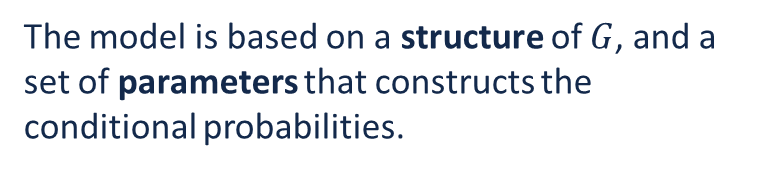 The model is based on a structure of G, and a
set of parameters that constructs the
conditional probabilities.